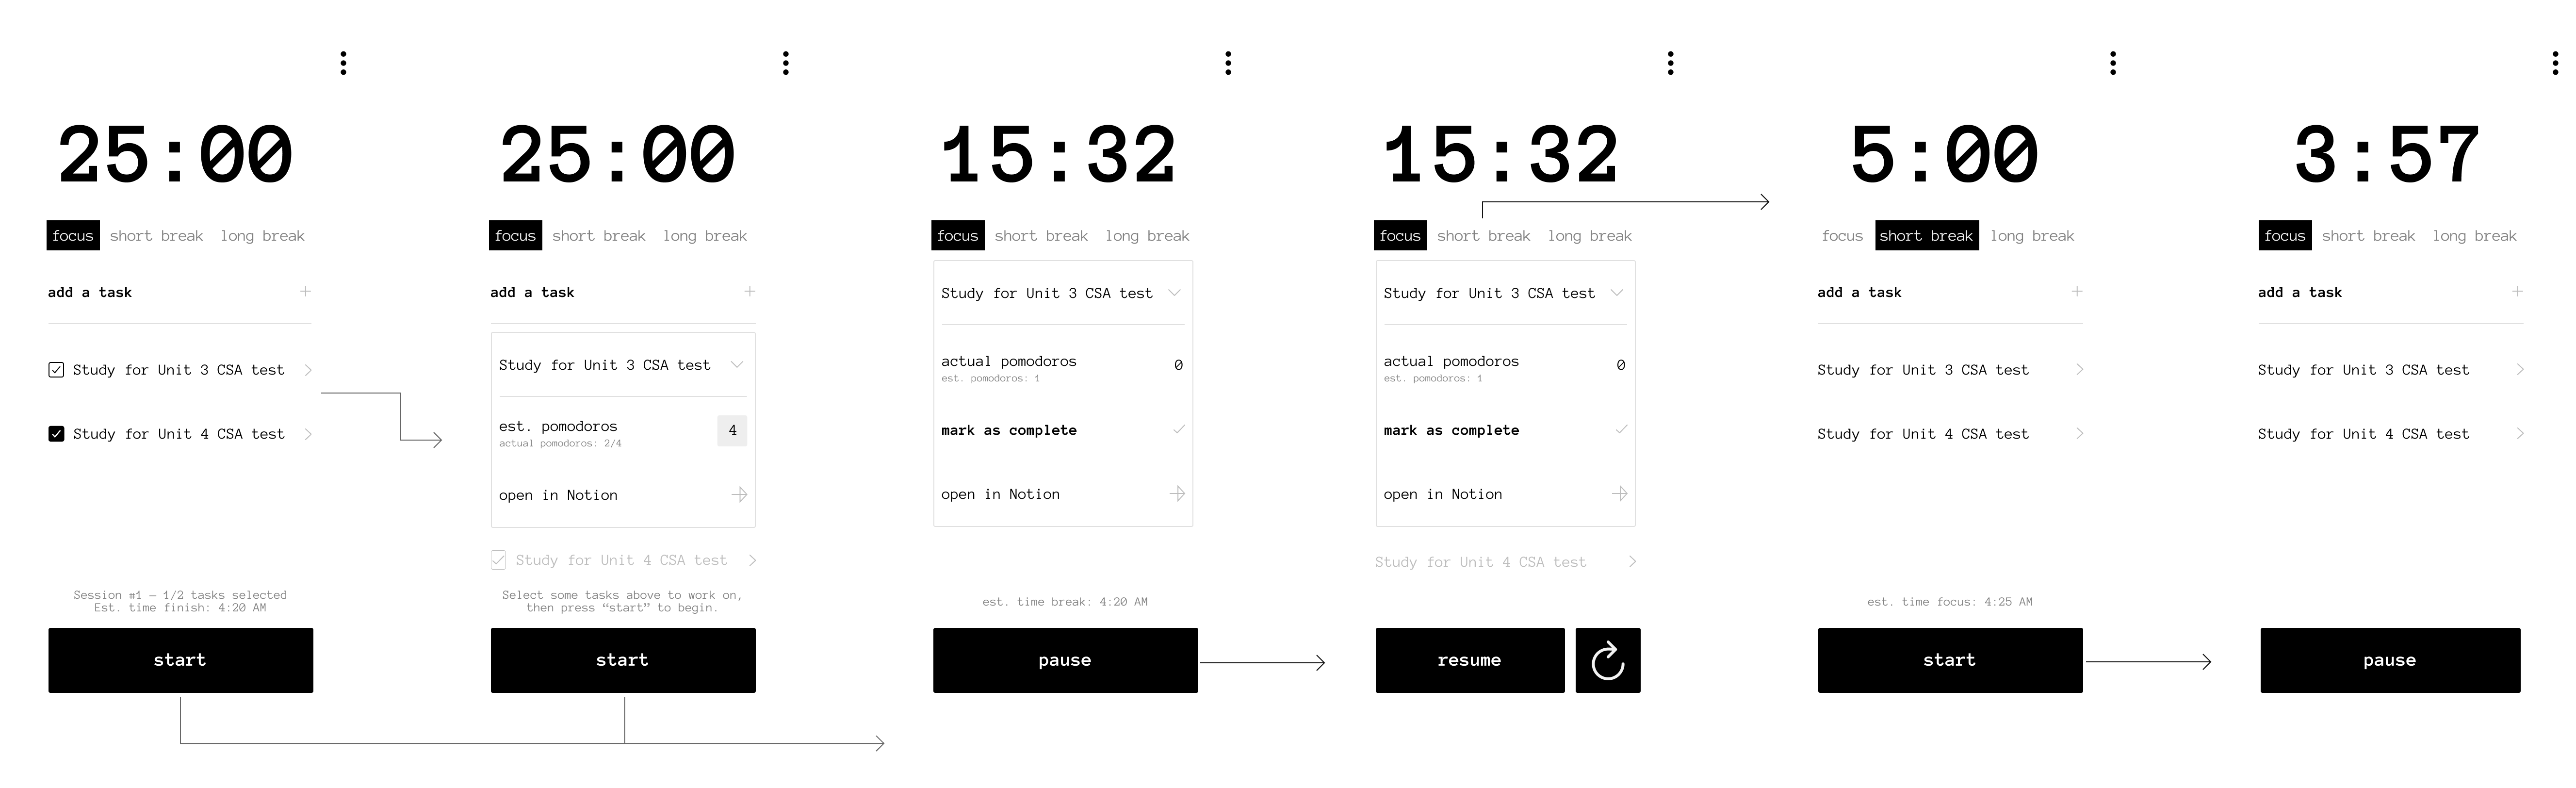 25:00
focus short break long break
add a task
Study for Unit 3 CSA test
Study for Unit 4 CSA test
Session #1 — 1/2 tasks selected
Est. time finish: 4:20 AM
start
25:00
focus short break long break
add a task
Study for Unit 3 CSA test
est. pomodoros 4
actual pomodoros: 2/4
open in Notion
Study for Unit 4 CSA test
Select some tasks above to work on,
then press “start” to begin.
start
15:32
focus short break long break
Study for Unit 3 CSA test
actual pomodoros 0
est. pomodoros: 1
mark as complete
open in Notion
est. time break: 4:20 AM
pause
15:32
focus short break long break
Study for Unit 3 CSA test
actual pomodoros 0
est. pomodoros: 1
mark as complete
open in Notion
Study for Unit 4 CSA test
resume
5:00
focus short break long break
add a task
Study for Unit 3 CSA test
Study for Unit 4 CSA test
est. time focus: 4:25 AM
start
3:57
focus short break long break
add a task
Study for Unit 3 CSA test
Study for Unit 4 CSA test
pause